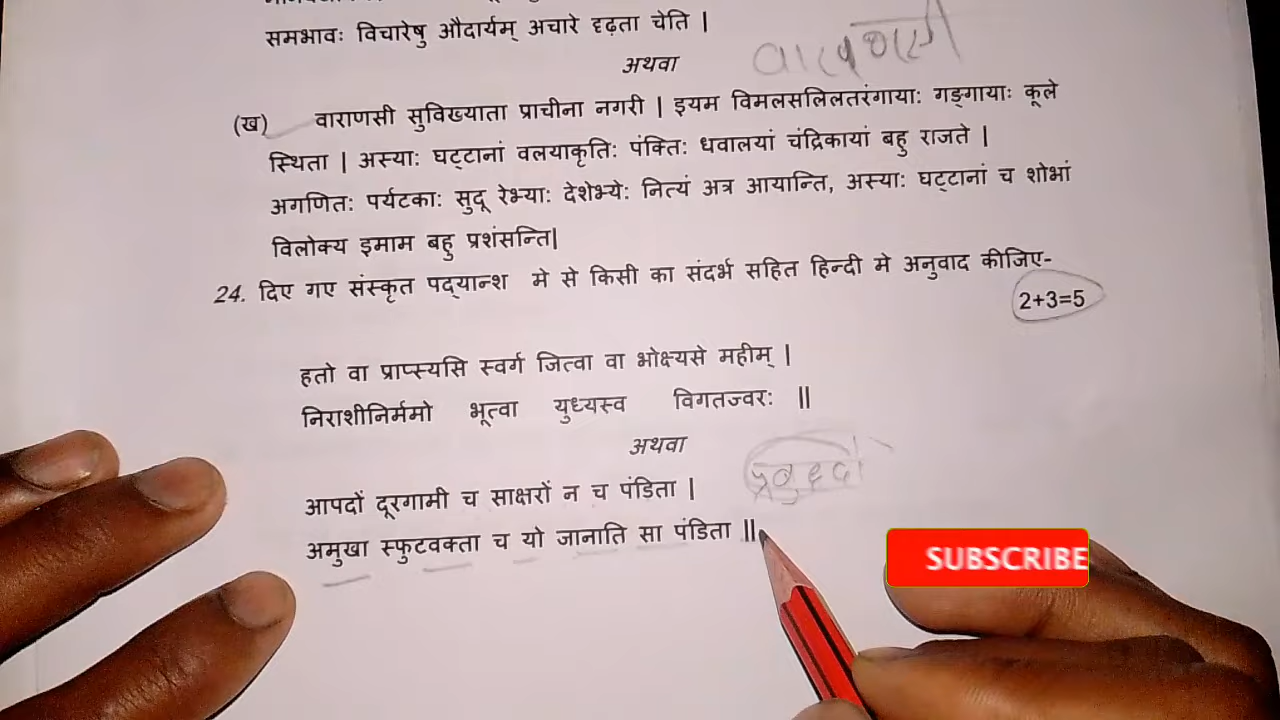 समभावः विचारेषु औदार्यम् अचारे दृढ़ता चेति |
अथवा
(ख) वाराणसी सुविख्याता प्राचीना नगरी | इयम विमलसलिलतरंगायाः गङ्गायाः कूले
स्थिता | अस्याः घट्टानां वलयाकृतिः पंक्तिः धवालयां चंद्रिकायां बहु राजते |
अगणितः पर्यटकाः सुदू रेभ्याः देशेभ्येः नित्यं अत्र आयान्ति, अस्याः घट्टानां च शोभां
विलोक्य इमाम बहु प्रशंसन्ति|
24. दिए गए संस्कृत पद्यान्श मे से किसी का संदर्भ सहित हिन्दी मे अनुवाद कीजिए-
2+3=5
हतो वा प्राप्स्यसि स्वर्ग जित्वा वा भोक्ष्यसे महीम् |
निराशीनिर्ममो भूत्वा युध्यस्व विगतज्वरः ||
अथवा
आपदों दूरगामी च साक्षरों न च पंडिता |
अमुखा स्फुटवक्ता च यो जानाति सा पंडिता ||
SUBSCRIBE